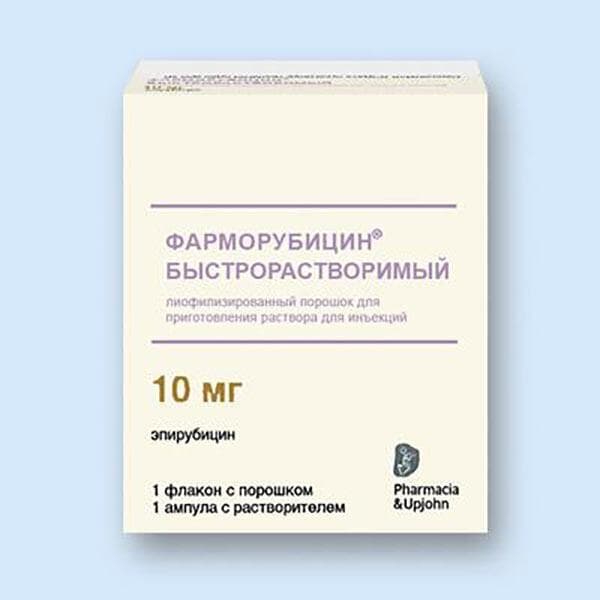 ФАРМОРУБИЦИН®
БЫСТРОРАСТВОРИМЫЙ
лиофилизированный порошок для
приготовления раствора для инъекций
10 мг
эпирубицин
1 флакон с порошком
1 ампула с растворителем
Pharmacia
&Upjohn